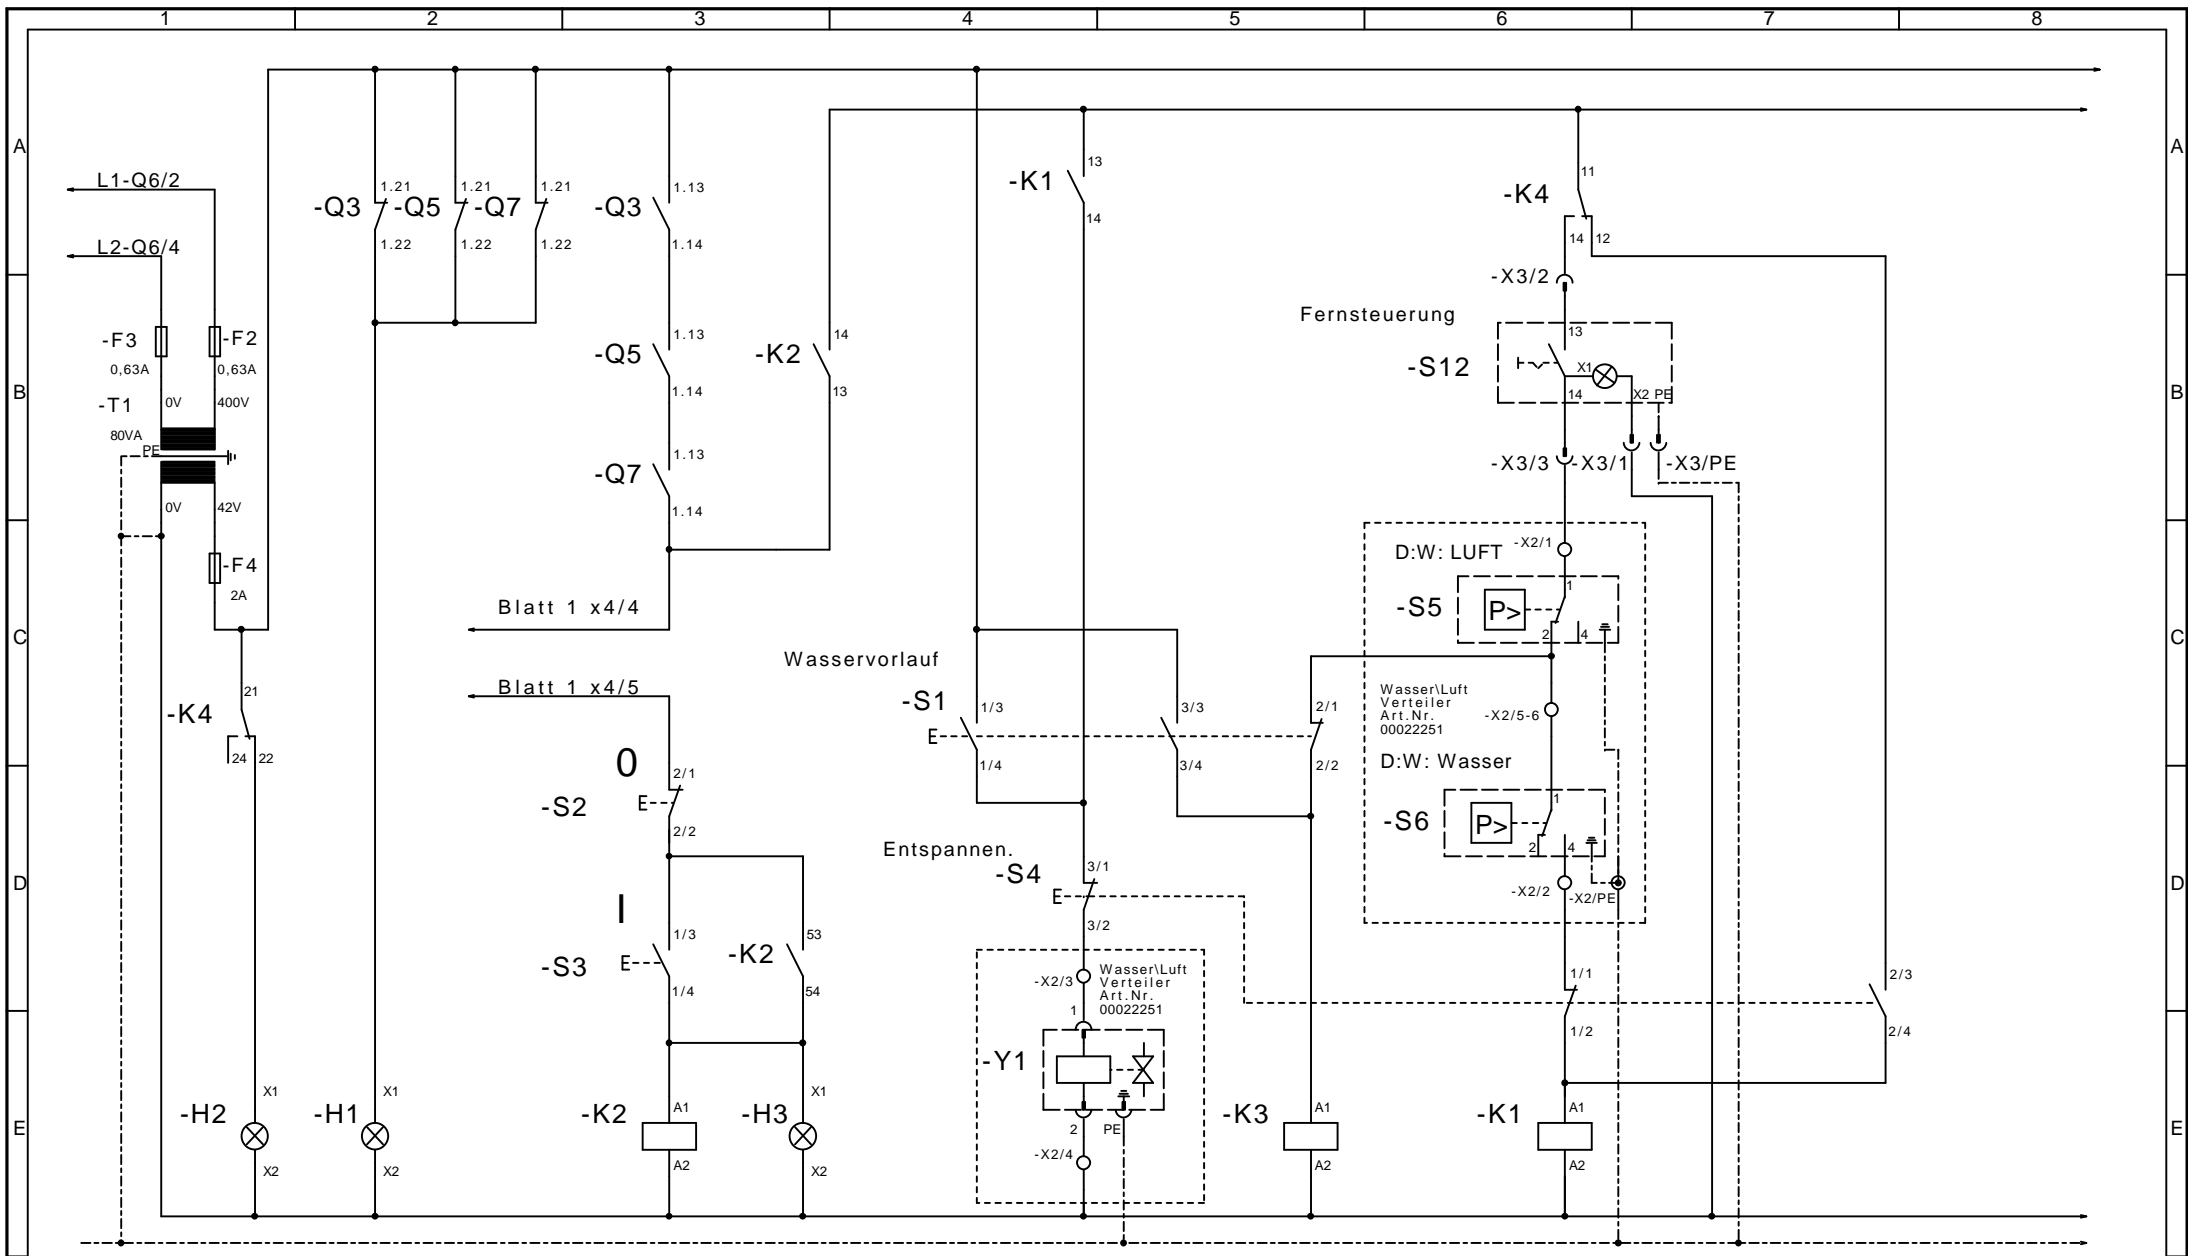 1 2 3 4 5 6 7 8
A A
L1-Q6/2
L2-Q6/4
1.21 1.21 1.21 1.13
-Q3 -Q5 -Q7 -Q3
1.22 1.22 1.22 1.14
13
-K1
14
11
-K4
14 12
-X3/2
B B
Fernsteuerung
-F3 -F2
0,63A 0,63A
-T1 0V 400V
80VA
PE
0V 42V
1.13
-Q5
1.14
14
-K2
13
13
-S12
X1
14 X2 PE
1.13
-Q7
1.14
-X3/3 -X3/1 -X3/PE
C C
-F4
2A
D:W: LUFT -X2/1
1
-S5 P>
2 4
Blatt 1 x4/4
Wasservorlauf
Blatt 1 x4/5
21
-K4
24 22
-S1
1/3 3/3 2/1
E
1/4 3/4 2/2
Wasser\Luft
Verteiler
Art.Nr.
00022251
-X2/5-6
D:W: Wasser
D D
0
2/1
-S2 E
2/2
1
-S6 P>
2 4
-X2/2 -X2/PE
Entspannen.
-S4
3/1
E
3/2
I
1/3
-S3 E
1/4
53
-K2
54
-X2/3
Wasser\Luft
Verteiler
Art.Nr.
00022251
1/1
1/2
2/3
2/4
E E
1
-Y1
2 PE
-X2/4
X1 X1 A1 X1 A1 A1
-H2 -H1 -K2 -H3 -K3 -K1
X2 X2 A2 X2 A2 A2